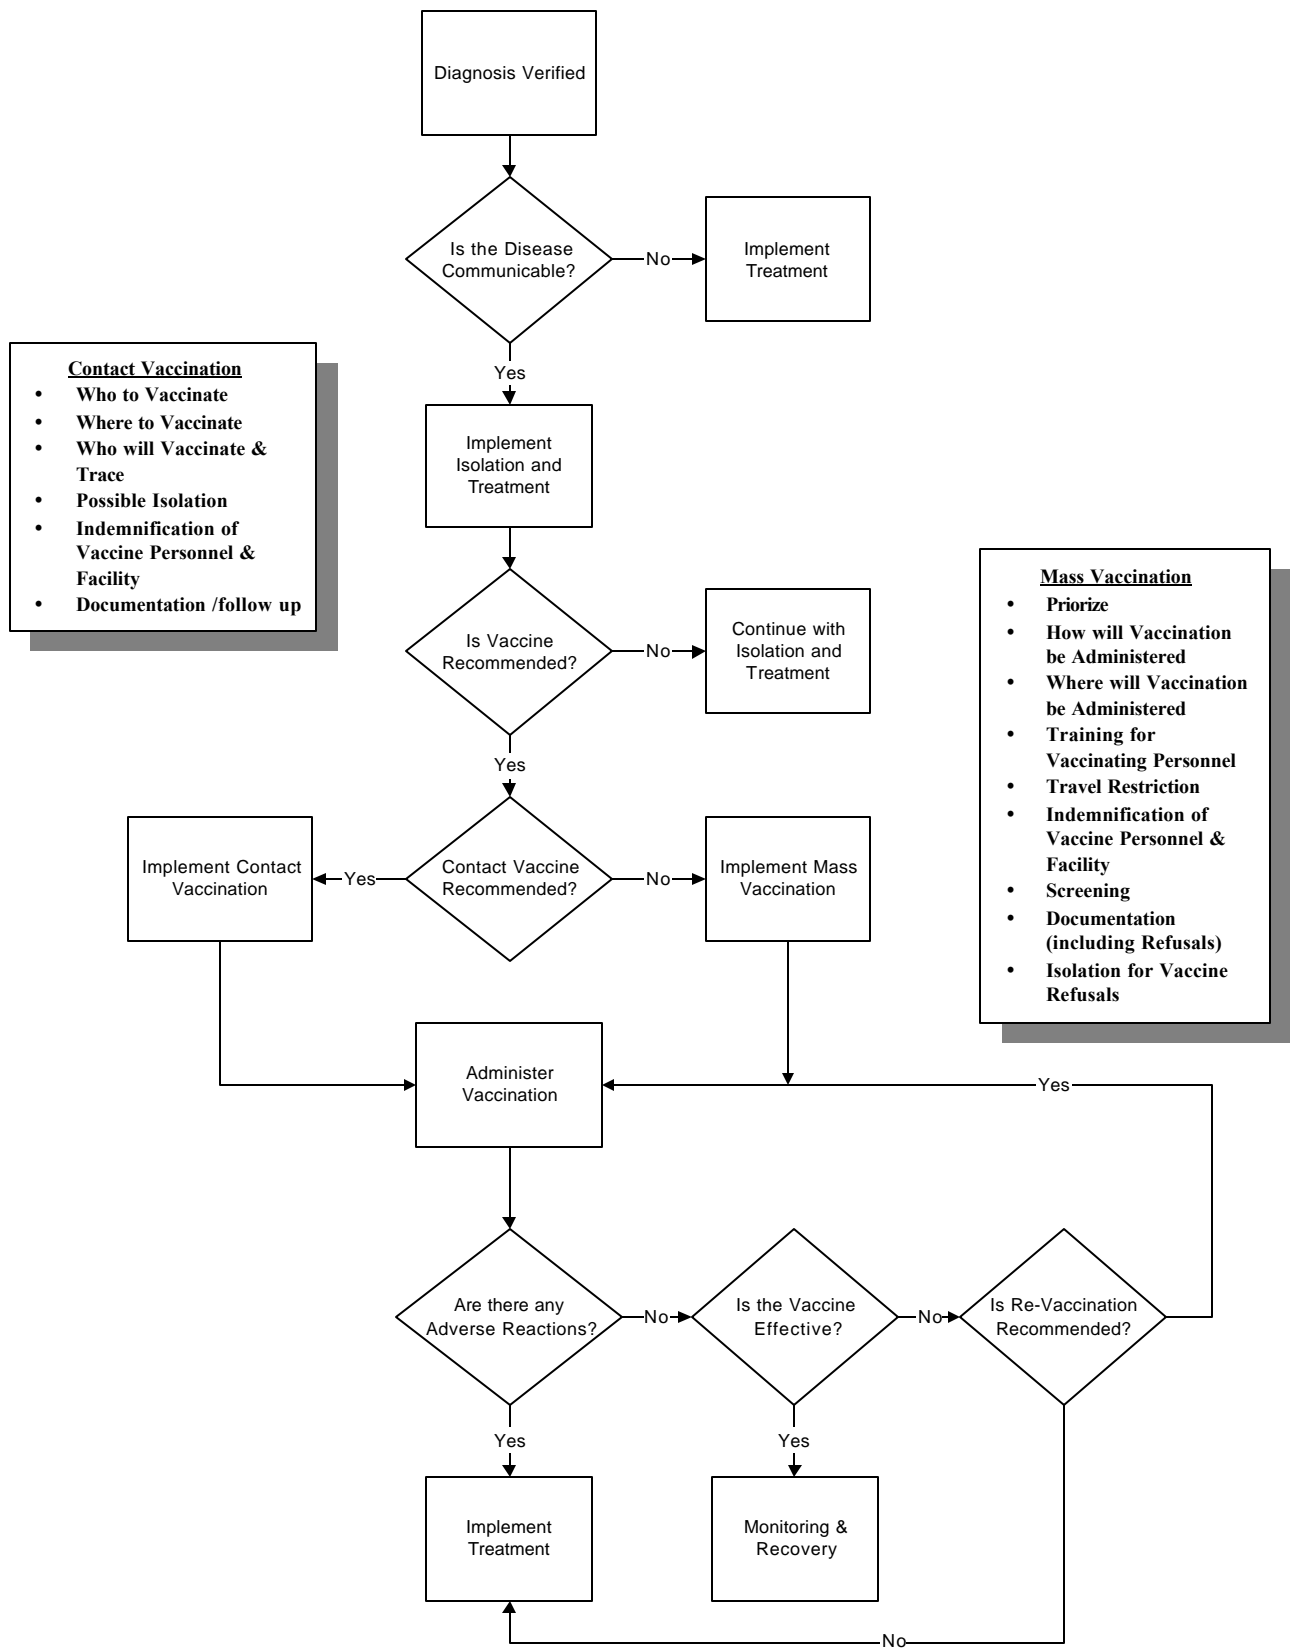 Diagnosis Verified
Is the Disease
Communicable?
No
Implement
Treatment
Yes
Contact Vaccination
• Who to Vaccinate
• Where to Vaccinate
• Who will Vaccinate &
Trace
• Possible Isolation
• Indemnification of
Vaccine Personnel &
Facility
• Documentation /follow up
Implement
Isolation and
Treatment
Is Vaccine
Recommended?
No
Continue with
Isolation and
Treatment
Yes
Mass Vaccination
• Priorize
• How will Vaccination
be Administered
• Where will Vaccination
be Administered
• Training for
Vaccinating Personnel
• Travel Restriction
• Indemnification of
Vaccine Personnel &
Facility
• Screening
• Documentation
(including Refusals)
• Isolation for Vaccine
Refusals
Implement Contact
Vaccination
Yes
Contact Vaccine
Recommended?
No
Implement Mass
Vaccination
Administer
Vaccination
Yes
Are there any
Adverse Reactions?
No
Is the Vaccine
Effective?
No
Is Re-Vaccination
Recommended?
Yes
Yes
Implement
Treatment
Monitoring &
Recovery
No